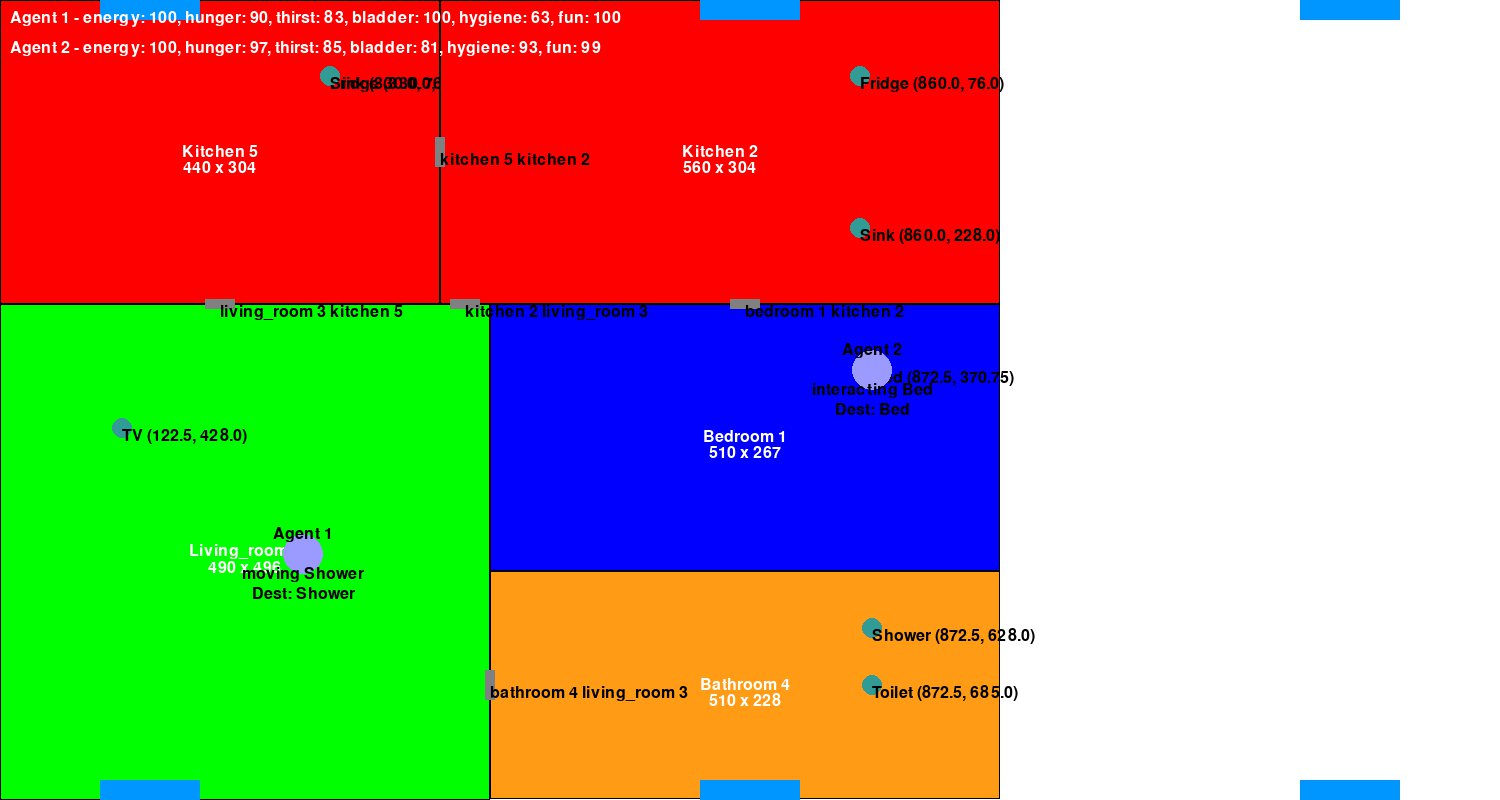 Agent 1 - energy: 100, hunger: 90, thirst: 83, bladder: 100, hygiene: 63, fun: 100
Agent 2 - energy: 100, hunger: 97, thirst: 85, bladder: 81, hygiene: 93, fun: 99
Fridge (860.0, 76.0)
Kitchen 5
440 x 304
kitchen 5 kitchen 2
Kitchen 2
560 x 304
Sink (860.0, 228.0)
living_room 3 kitchen 5
kitchen 2 living_room 3
bedroom 1 kitchen 2
Agent 2
(872.5, 370.75)
interacting Bed
Dest: Bed
TV (122.5, 428.0)
Bedroom 1
510 x 267
Agent 1
Living_room
490 x 496
moving Shower
Dest: Shower
Shower (872.5, 628.0)
bathroom 4 living_room 3
Bathroom 4
510 x 228
Toilet (872.5, 685.0)